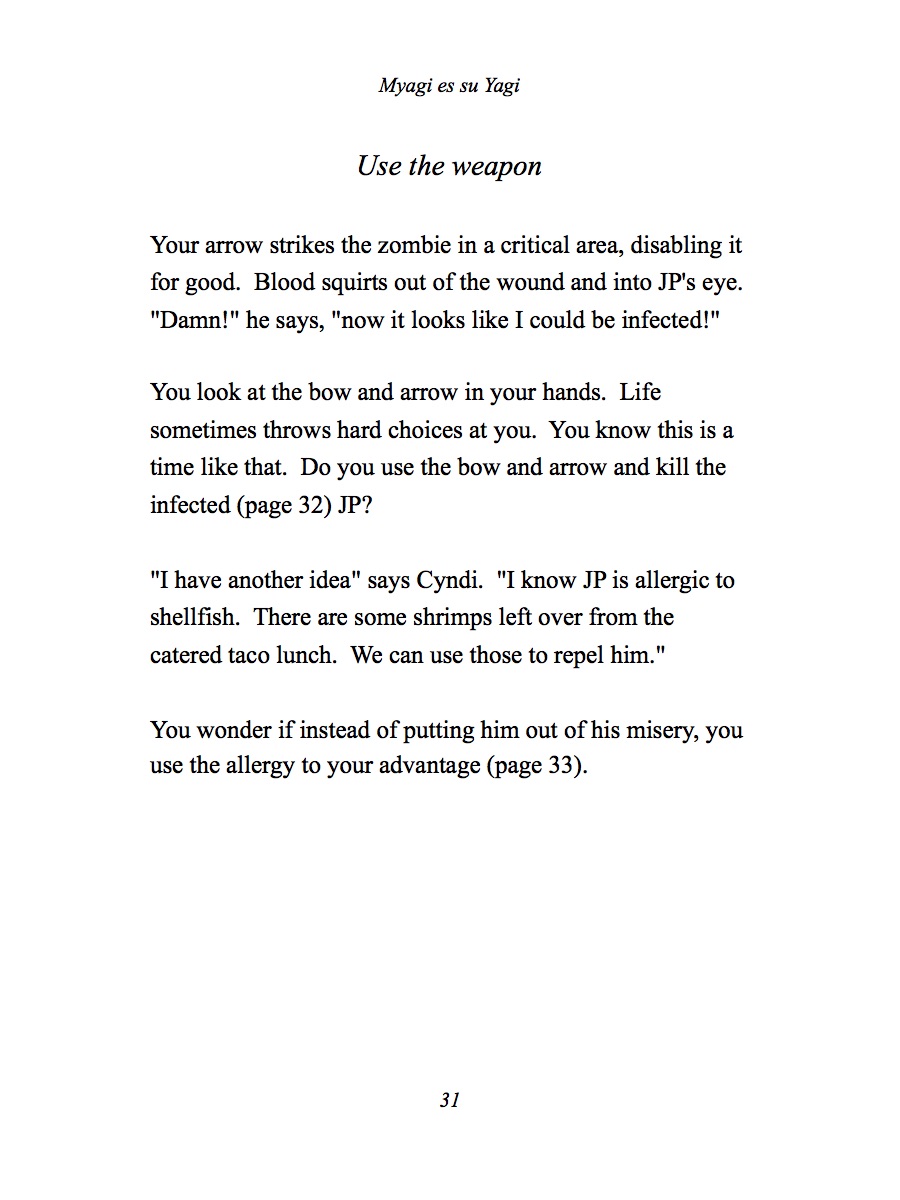 Myagi es su Yagi
Use the weapon
Your arrow strikes the zombie in a critical area, disabling it
for good.  Blood squirts out of the wound and into JP's eye.
"Damn!" he says, "now it looks like I could be infected!"
You look at the bow and arrow in your hands.  Life
sometimes throws hard choices at you.  You know this is a
time like that.  Do you use the bow and arrow and kill the
infected (page 32) JP?
"I have another idea" says Cyndi.  "I know JP is allergic to
shellfish.  There are some shrimps left over from the
catered taco lunch.  We can use those to repel him."
You wonder if instead of putting him out of his misery, you
use the allergy to your advantage (page 33).
31